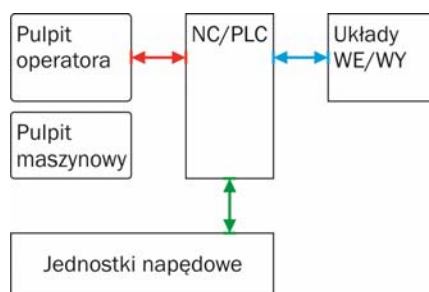 Pulpit
operatora
NC/PLC
Układy
WE/WY
Pulpit
maszynowy
Jednostki napędowe